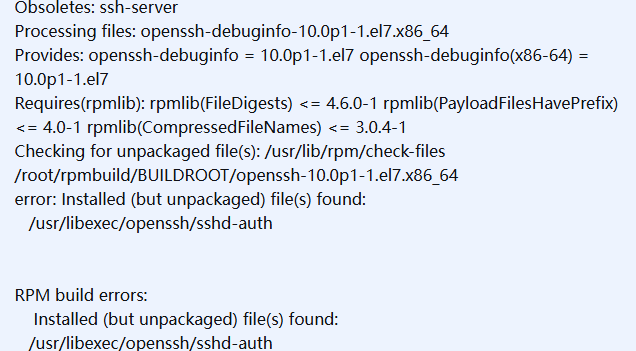 Obsoletes: ssh-server
Processing files: openssh-debuginfo-10.0p1-1.el7.x86_64
Provides: openssh-debuginfo = 10.0p1-1.el7 openssh-debuginfo(x86-64) =
10.0p1-1.el7
Requires(rpmlib): rpmlib(FileDigests) <= 4.6.0-1 rpmlib(PayloadFilesHavePrefix)
<= 4.0-1 rpmlib(CompressedFileNames) <= 3.0.4-1
Checking for unpackaged file(s): /usr/lib/rpm/check-files
/root/rpmbuild/BUILDROOT/openssh-10.0p1-1.el7.x86_64
error: Installed (but unpackaged) file(s) found:
/usr/libexec/openssh/sshd-auth
RPM build errors:
Installed (but unpackaged) file(s) found:
/usr/libexec/openssh/sshd-auth